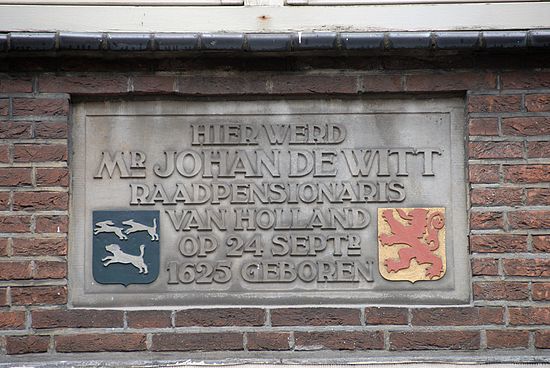 HIER WERD
MR JOHAN DE WITT
RAADPENSIONARIS
VAN HOLLAND
OP 24 SEPTR
1625 GEBOREN